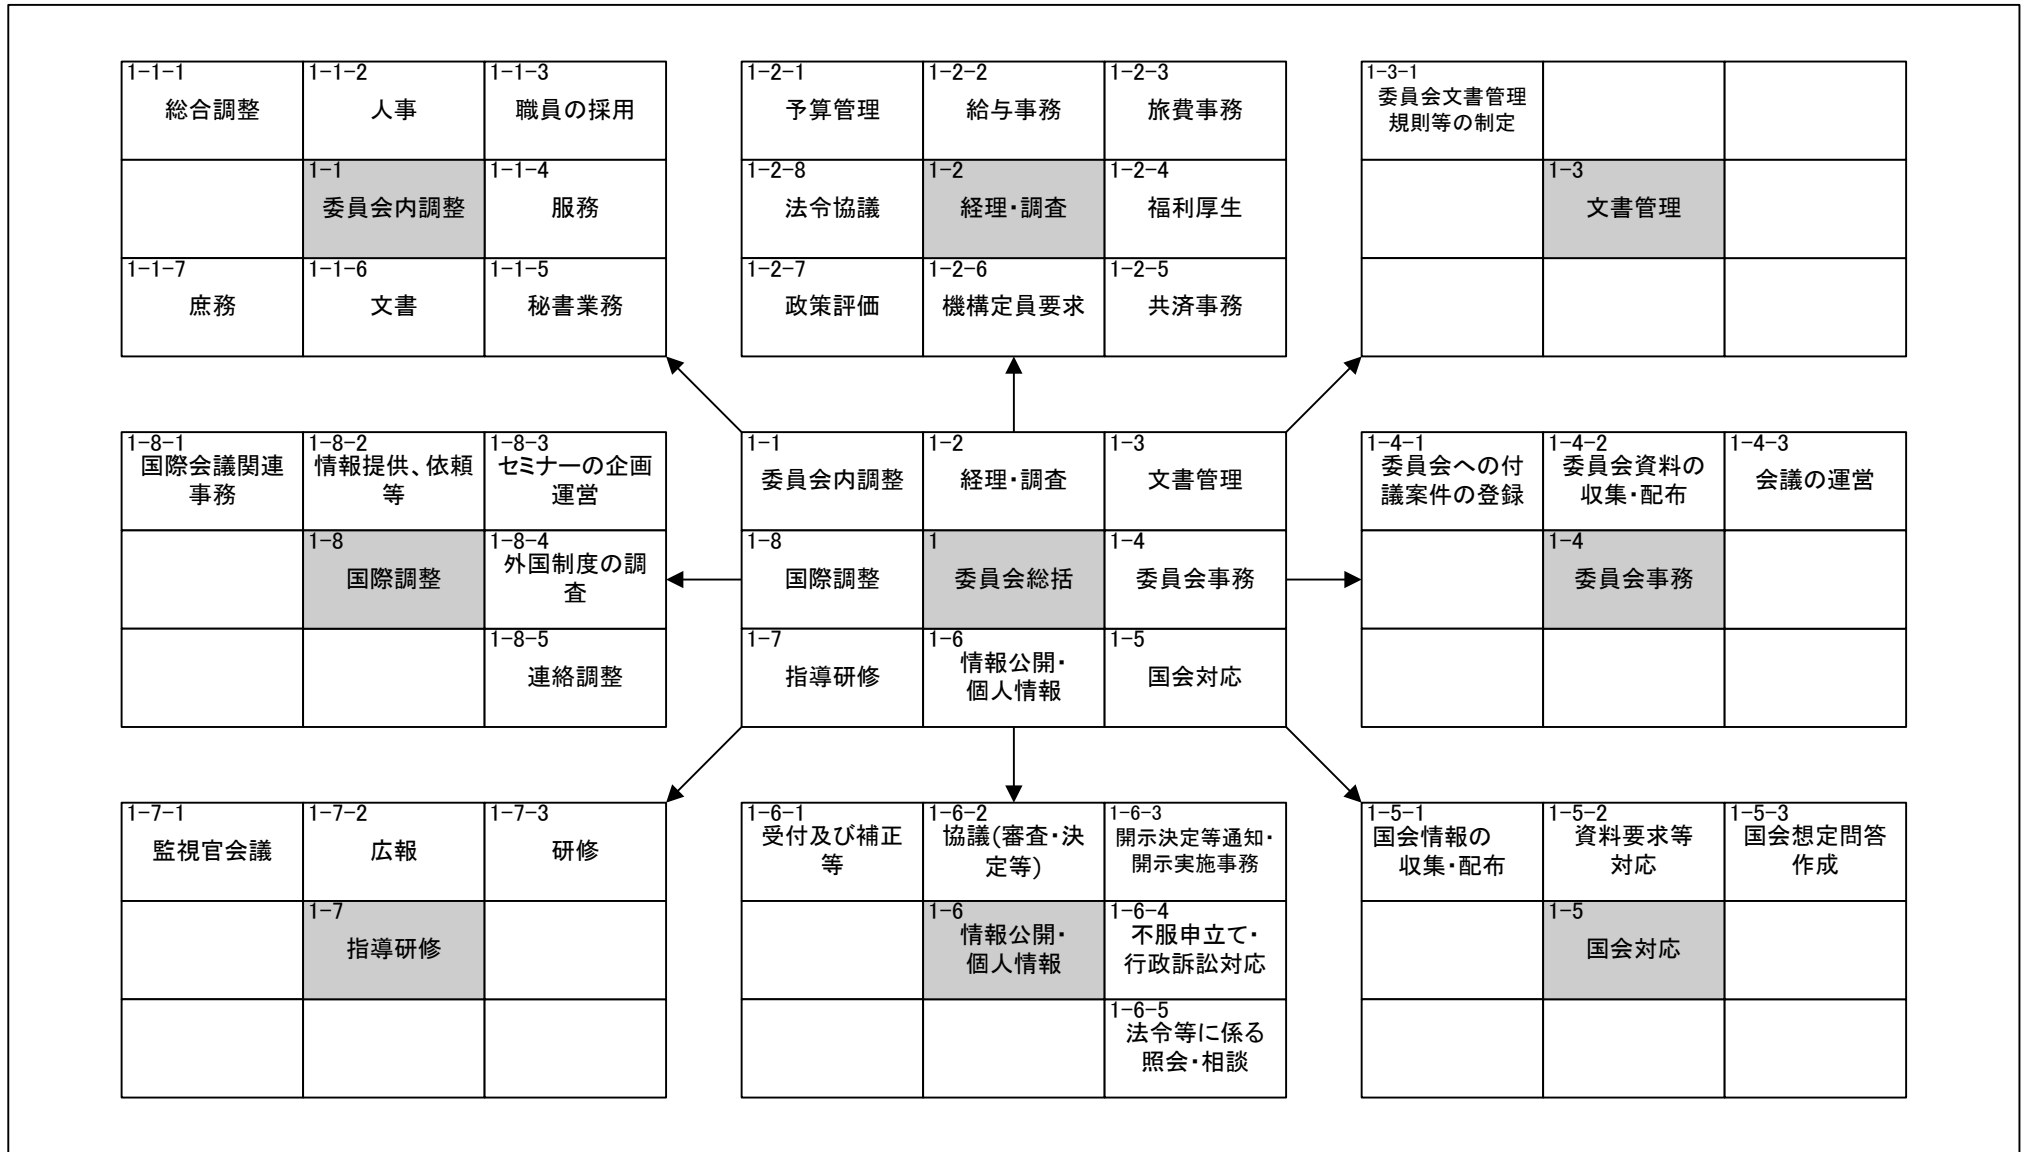 1-1-1
総合調整
1-1-2
人事
1-1-3
職員の採用
1-1
委員会内調整
1-1-4
服務
1-1-7
庶務
1-1-6
文書
1-1-5
秘書業務
1-2-1
予算管理
1-2-2
給与事務
1-2-3
旅費事務
1-2-8
法令協議
1-2
経理・調査
1-2-4
福利厚生
1-2-7
政策評価
1-2-6
機構定員要求
1-2-5
共済事務
1-3-1
委員会文書管理
規則等の制定
1-3
文書管理
1-8-1
国際会議関連
事務
1-8-2
情報提供、依頼
等
1-8-3
セミナーの企画
運営
1-8
国際調整
1-8-4
外国制度の調
査
1-8-5
連絡調整
1-1
委員会内調整
1-2
経理・調査
1-3
文書管理
1-8
国際調整
1
委員会総括
1-4
委員会事務
1-7
指導研修
1-6
情報公開・
個人情報
1-5
国会対応
1-4-1
委員会への付
議案件の登録
1-4-2
委員会資料の
収集・配布
1-4-3
会議の運営
1-4
委員会事務
1-7-1
監視官会議
1-7-2
広報
1-7-3
研修
1-7
指導研修
1-6-1
受付及び補正
等
1-6-2
協議(審査・決
定等)
1-6-3
開示決定等通知・
開示実施事務
1-6
情報公開・
個人情報
1-6-4
不服申立て・
行政訴訟対応
1-6-5
法令等に係る
照会・相談
1-5-1
国会情報の
収集・配布
1-5-2
資料要求等
対応
1-5-3
国会想定問答
作成
1-5
国会対応